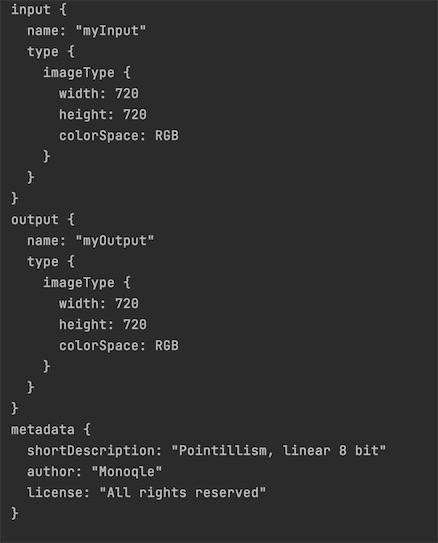 input {
  name: "myInput"
  type {
    imageType {
      width: 720
      height: 720
      colorSpace: RGB
    }
  }
}
output {
  name: "myOutput"
  type {
    imageType {
      width: 720
      height: 720
      colorSpace: RGB
    }
  }
}
metadata {
  shortDescription: "Pointillism, linear 8 bit"
  author: "Monoqle"
  license: "All rights reserved"
}